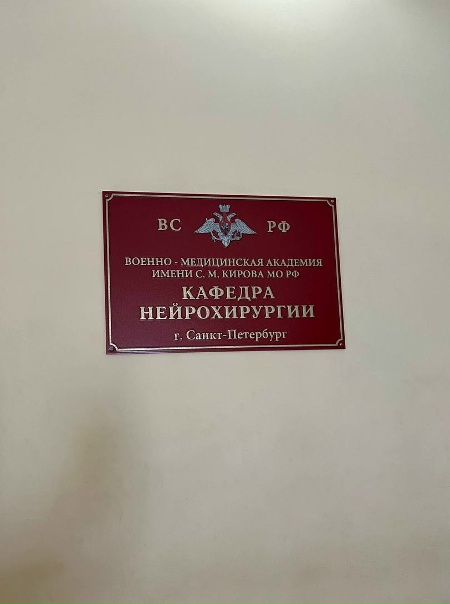 ВС РФ
ВОЕННО - МЕДИЦИНСКАЯ АКАДЕМИЯ
ИМЕНИ С. М. КИРОВА МО РФ
КАФЕДРА
НЕЙРОХИРУРГИИ
г. Санкт-Петербург